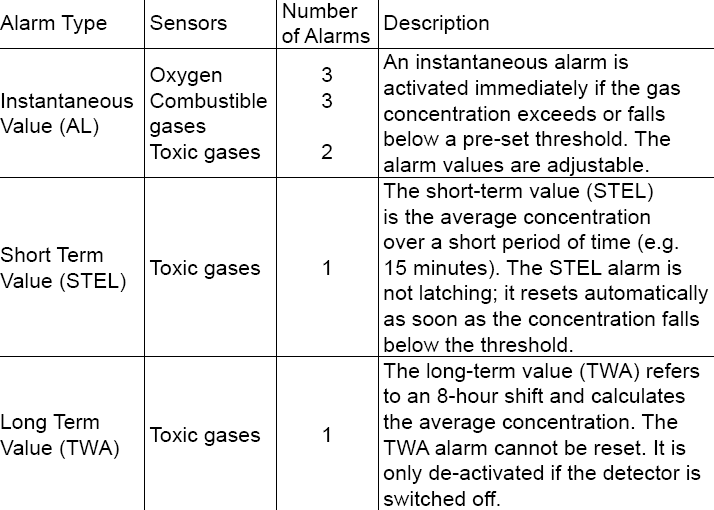 Alarm Type
Sensors
Number
of Alarms
Description
Instantaneous
Value (AL)
Oxygen
Combustible
gases
Toxic gases
3
3
2
An instantaneous alarm is
activated immediately if the gas
concentration exceeds or falls
below a pre-set threshold. The
alarm values are adjustable.
Short Term
Value (STEL)
Toxic gases
1
The short-term value (STEL)
is the average concentration
over a short period of time (e.g.
15 minutes). The STEL alarm is
not latching; it resets automatically
as soon as the concentration falls
below the threshold.
Long Term
Value (TWA)
Toxic gases
1
The long-term value (TWA) refers
to an 8-hour shift and calculates
the average concentration. The
TWA alarm cannot be reset. It is
only de-activated if the detector is
switched off.